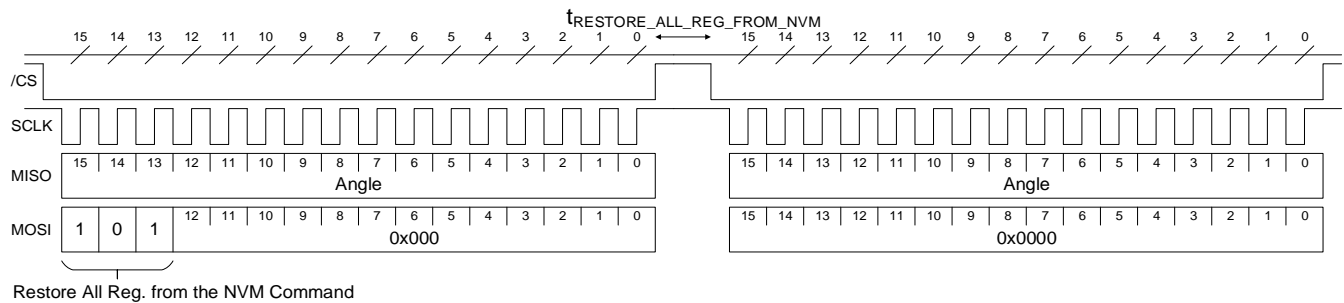 tRESTORE_ALL_REG_FROM_NVM
15 14 13 12 11 10 9 8 7 6 5 4 3 2 1 0 15 14 13 12 11 10 9 8 7 6 5 4 3 2 1 0
/CS
SCLK
15 14 13 12 11 10 9 8 7 6 5 4 3 2 1 0 15 14 13 12 11 10 9 8 7 6 5 4 3 2 1 0
MISO
Angle Angle
12 11 10 9 8 7 6 5 4 3 2 1 0 15 14 13 12 11 10 9 8 7 6 5 4 3 2 1 0
MOSI 1 0 1
0x000 0x0000
Restore All Reg. from the NVM Command